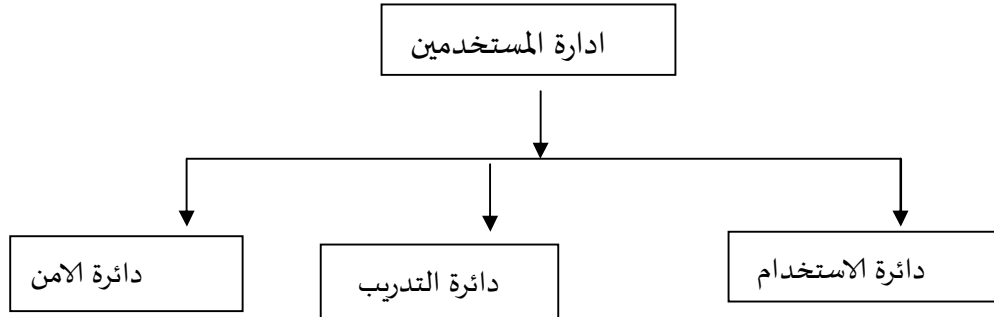 ادارة المستخدمين
دائرة الاستخدام
دائرة التدريب
دائرة الامن